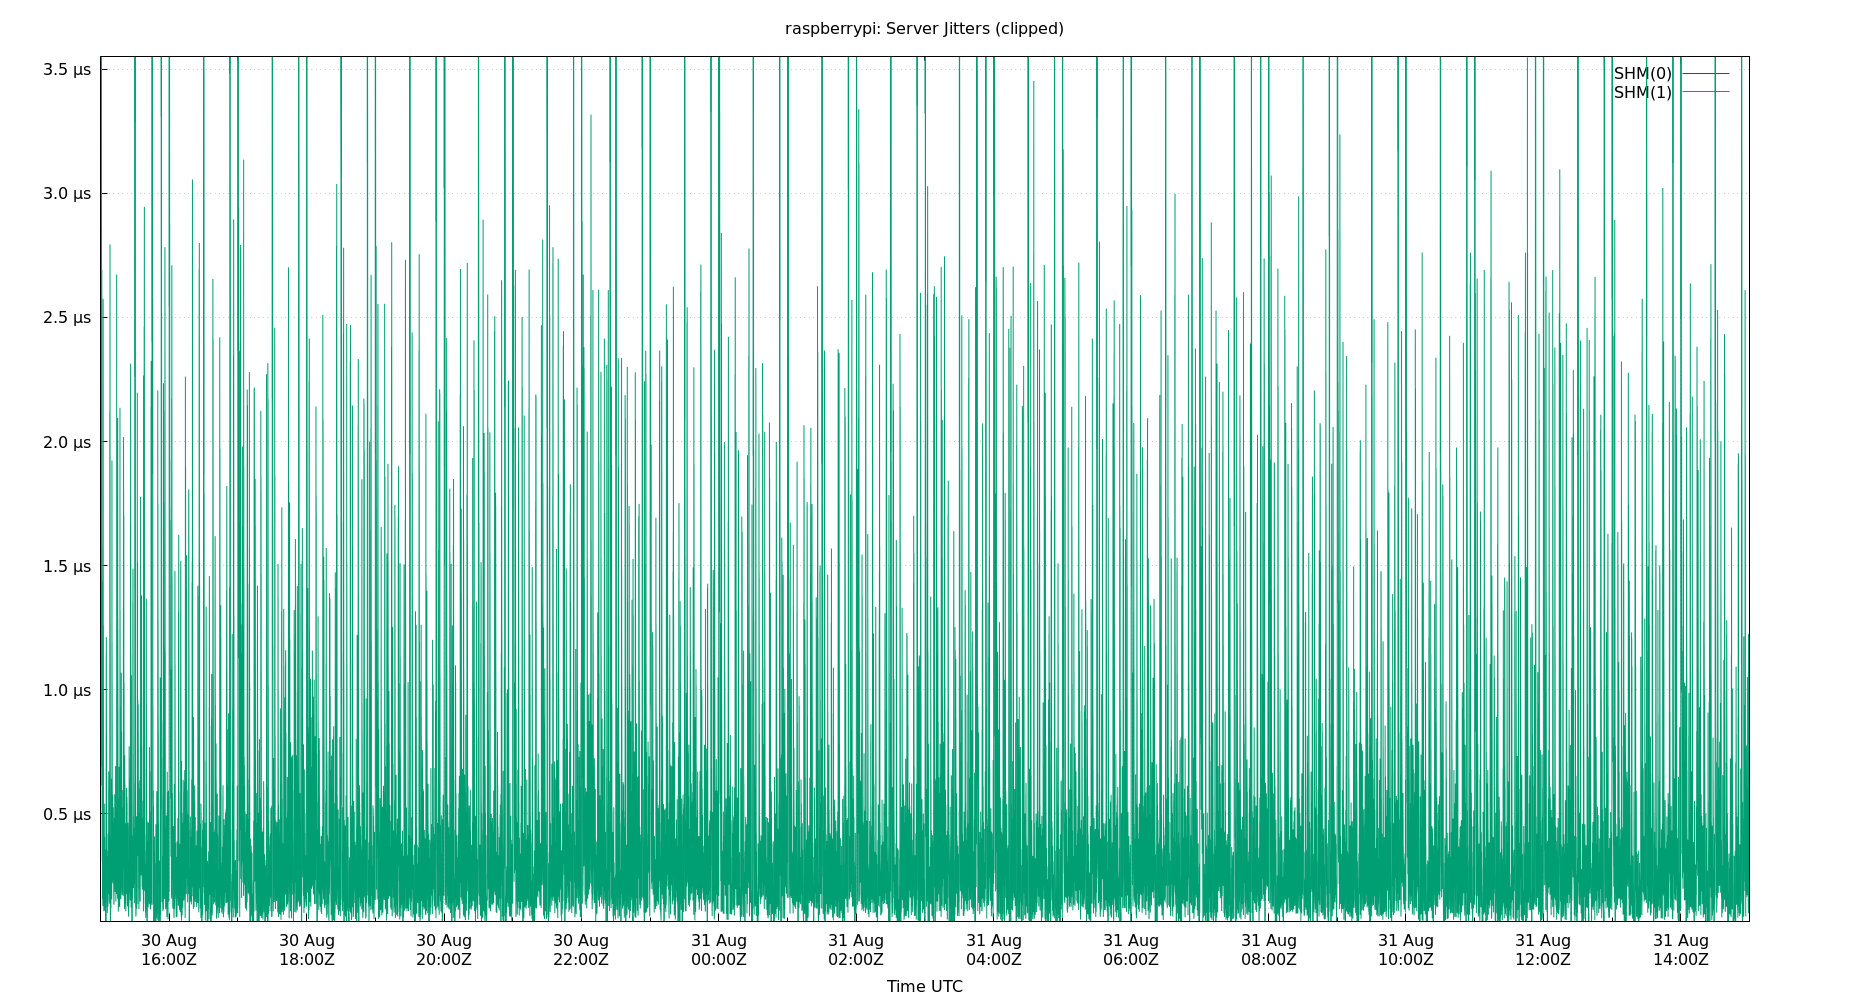 raspberrypi: Server Jitters (clipped)
3.5 µs
3.0 µs
2.5 µs
2.0 µs
1.5 µs
1.0 µs
0.5 µs
SHM(0)
SHM(1)
30 Aug 30 Aug 30 Aug 30 Aug 31 Aug 31 Aug 31 Aug 31 Aug 31 Aug 31 Aug 31 Aug 31 Aug
16:00Z 18:00Z 20:00Z 22:00Z 00:00Z 02:00Z 04:00Z 06:00Z 08:00Z 10:00Z 12:00Z 14:00Z
Time UTC